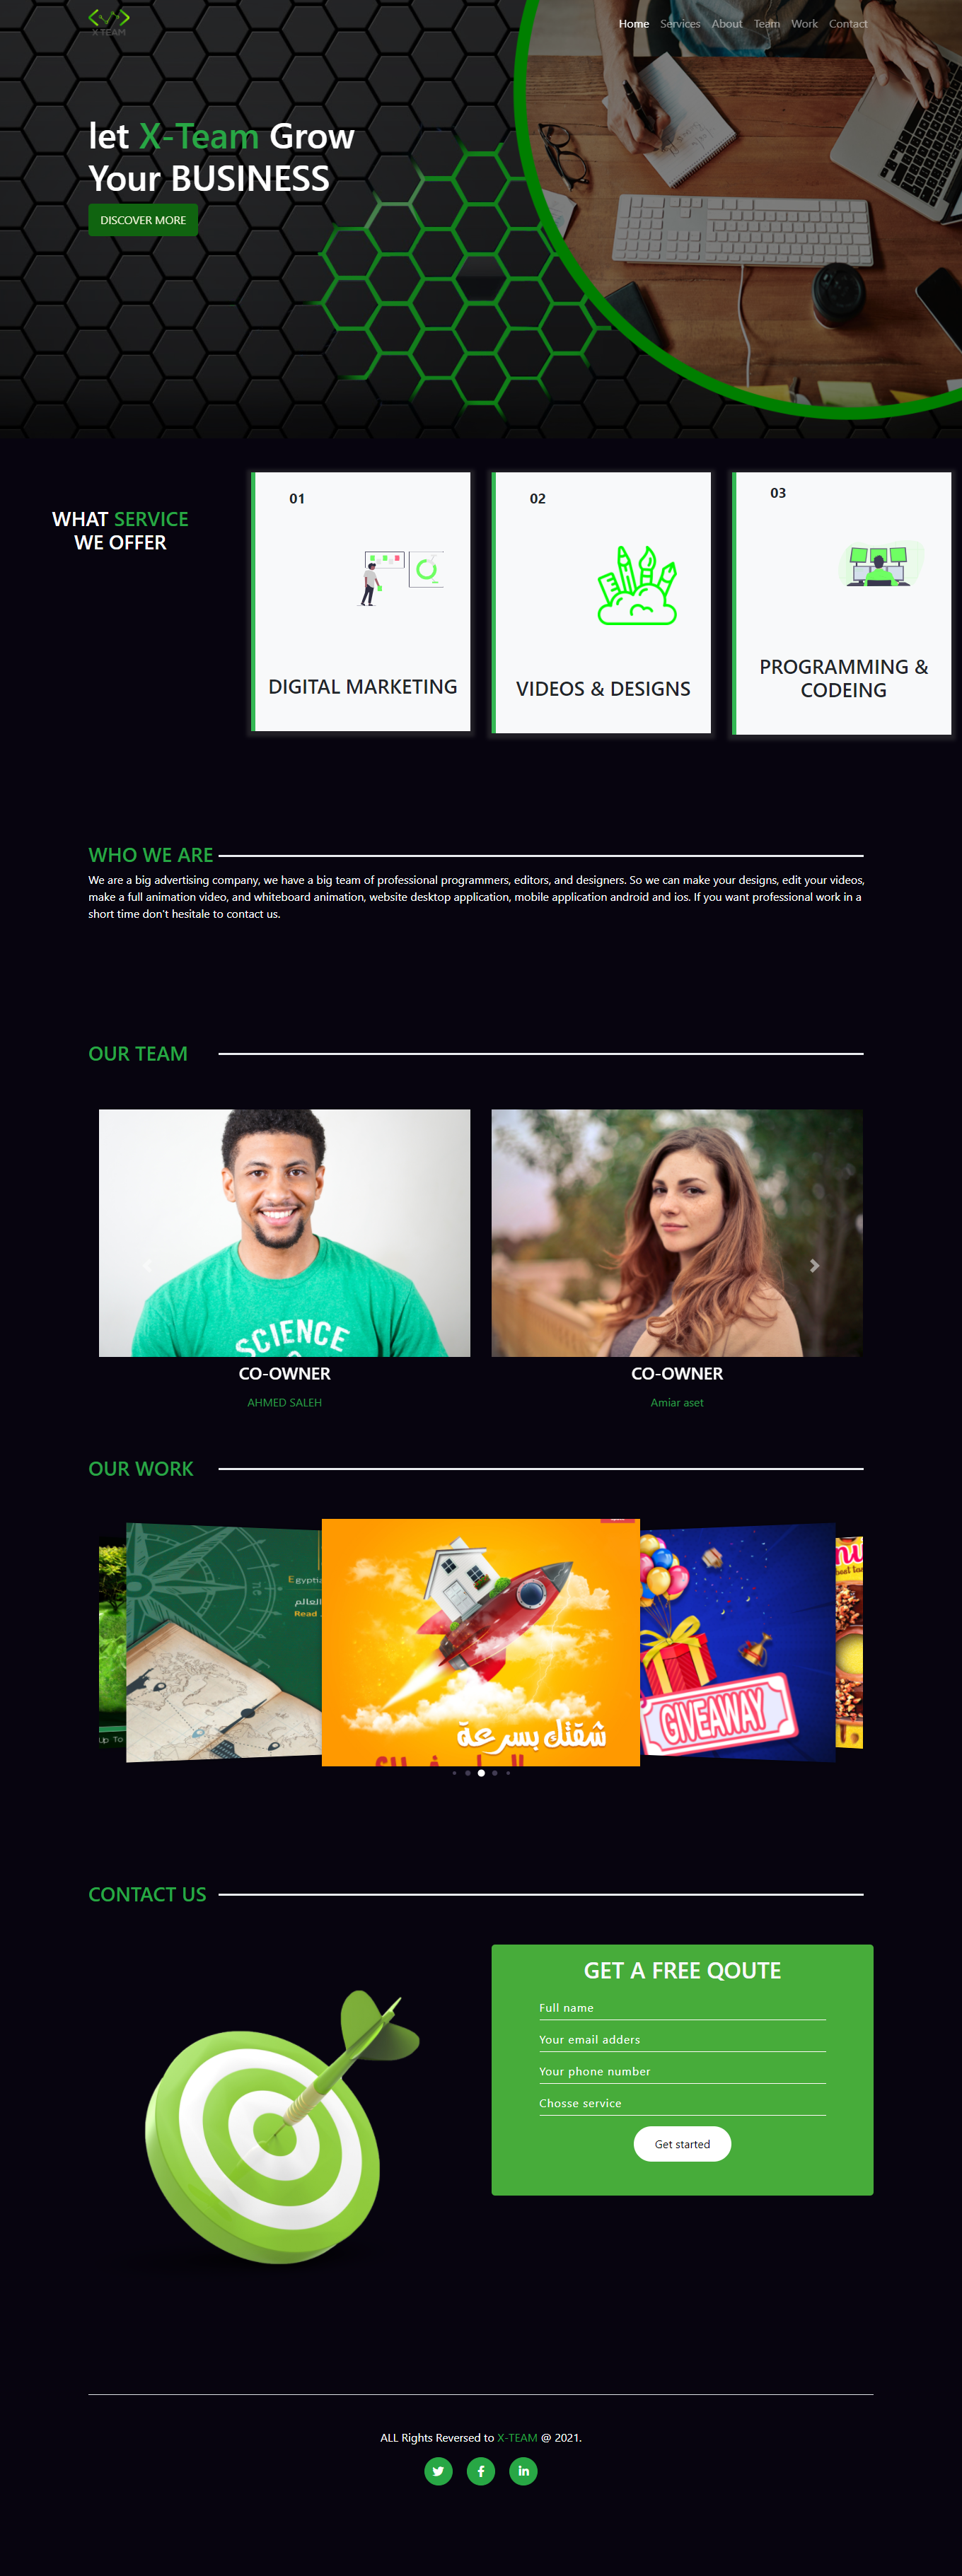 X-TEAM
Home Services About Team Work Contact
let X-Team Grow
Your BUSINESS
DISCOVER MORE
WHAT SERVICE
WE OFFER
01
DIGITAL MARKETING
02
VIDEOS & DESIGNS
03
PROGRAMMING &
CODEING
WHO WE ARE
We are a big advertising company, we have a big team of professional programmers, editors, and designers. So we can make your designs, edit your videos,
make a full animation video, and whiteboard animation, website desktop application, mobile application android and ios. If you want professional work in a
short time don't hesitale to contact us.
OUR TEAM
SCIENCE
CO-OWNER
AHMED SALEH
CO-OWNER
Amiar aset
OUR WORK
Egyptia
العالم
Read
up To
شقتك بسرعة
GIVEAWAY
CONTACT US
GET A FREE QOUTE
Full name
Your email adders
Your phone number
Chosse service
Get started
ALL Rights Reversed to X-TEAM @ 2021.